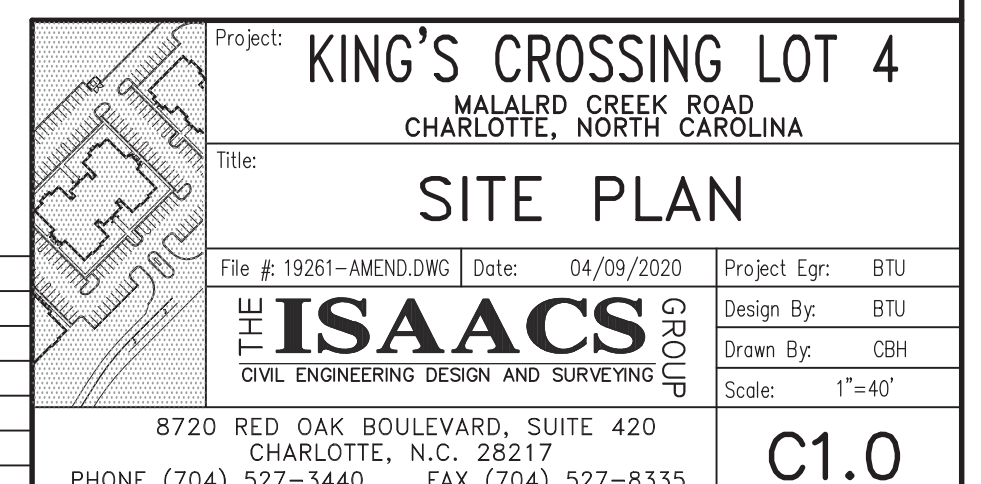 Project: KING'S CROSSING LOT 4
MALALRD CREEK ROAD
CHARLOTTE, NORTH CAROLINA
Title:
SITE PLAN
File #: 19261-AMEND.DWG Date: 04/09/2020 Project Egr: BTU
Design By: BTU
Drawn By: CBH
Scale: 1"=40'
THE ISAACS GROUP
CIVIL ENGINEERING DESIGN AND SURVEYING
8720 RED OAK BOULEVARD, SUITE 420
CHARLOTTE, N.C. 28217
PHONE (704) 527-3440 FAX (704) 527-8335
C1.0